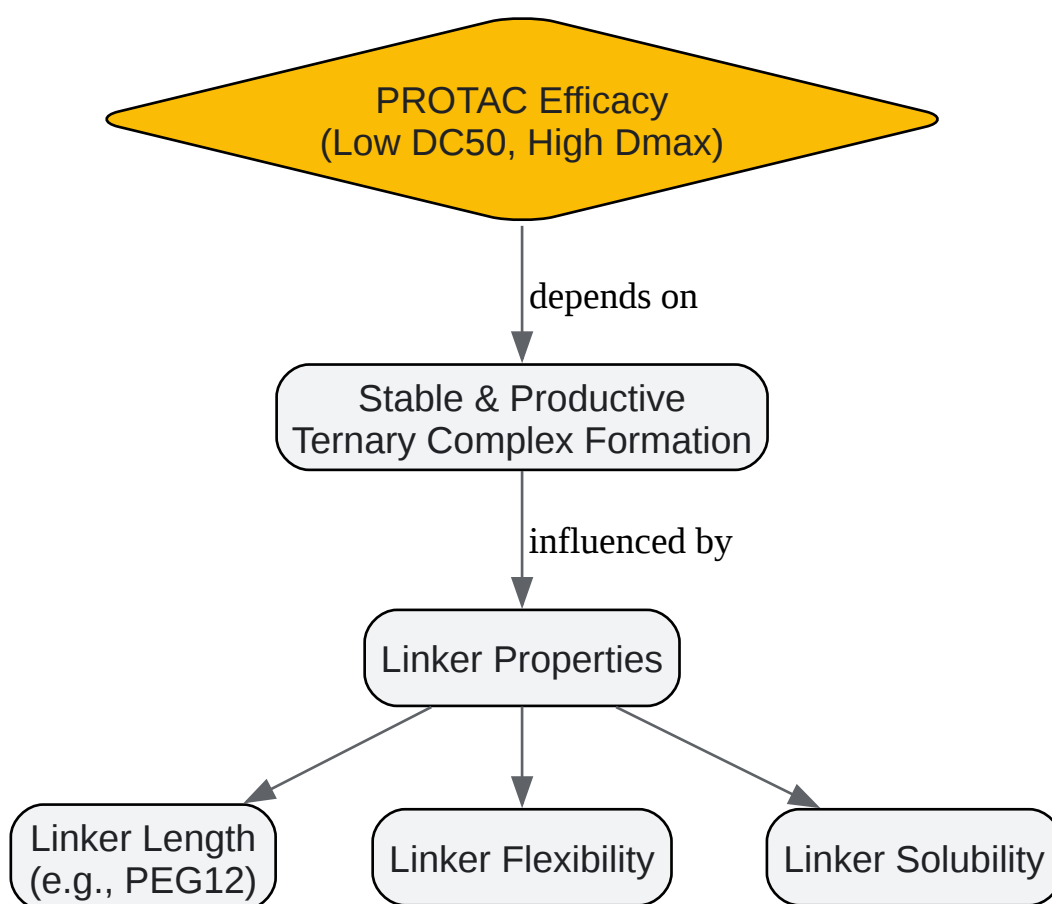 PROTAC Efficacy
(Low DC50, High Dmax)
depends on
Stable & Productive
Ternary Complex Formation
influenced by
Linker Properties
Linker Length
(e.g., PEG12)
Linker Flexibility
Linker Solubility